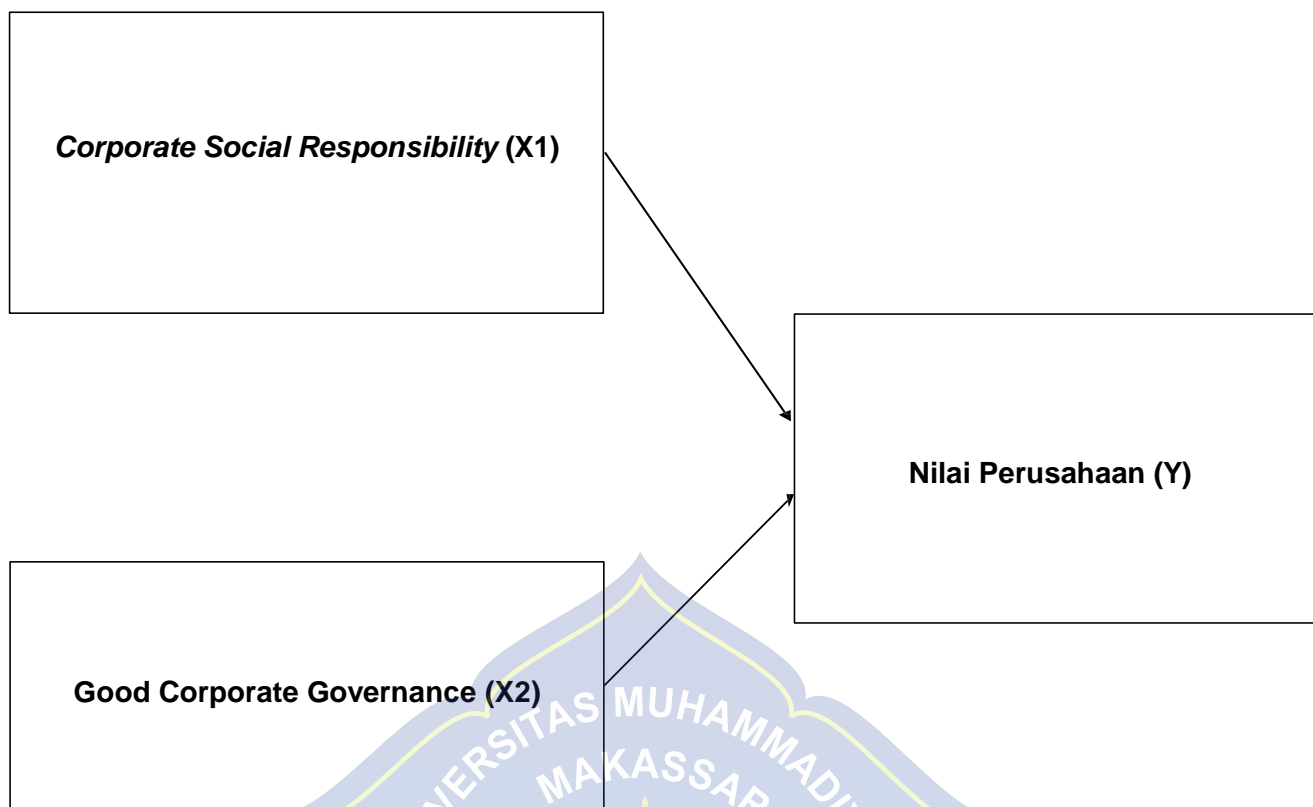 Corporate Social Responsibility (X1)
Nilai Perusahaan (Y)
Good Corporate Governance (X2)
MUHAMMADI
MAKASSAR